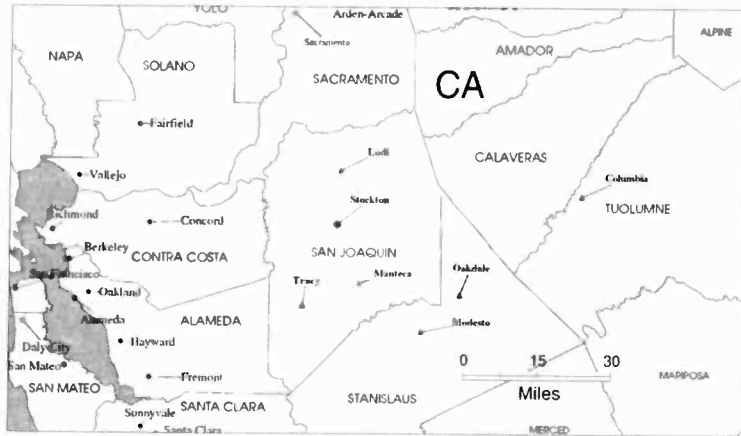 YOLO
Arden-Arcade
Sacramento
NAPA
SOLANO
SACRAMENTO
AMADOR
ALPINE
CA
Fairfield
Lodi
CALAVERAS
Vallejo
Columbia
Stockton
TUOLUMNE
Richmond
Concord
Berkeley
CONTRA COSTA
SAN JOAQUIN
San Francisco
Tracy
Manteca
Oakdale
Oakland
Alameda
ALAMEDA
Modesto
Hayward
Daly City
0 15 30
San Mateo
Fremont
MARIPOSA
SAN MATEO
Miles
STANISLAUS
SANTA CLARA
Sunnyvale
MERCED
Santa Clara